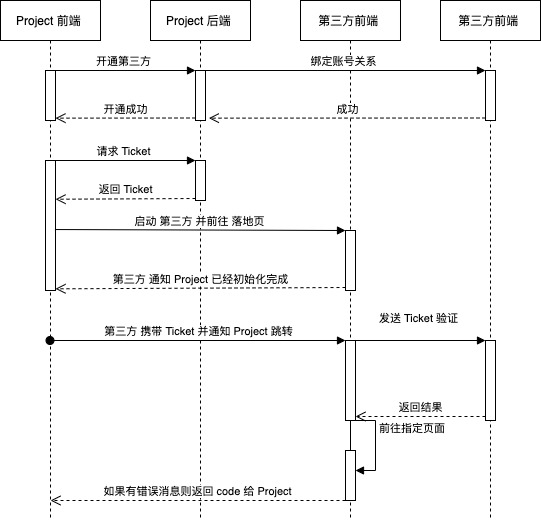 Project 前端
Project 后端
第三方前端
第三方前端
开通第三方
绑定账号关系
开通成功
成功
请求 Ticket
返回 Ticket
启动 第三方 并前往 落地页
第三方 通知 Project 已经初始化完成
发送 Ticket 验证
第三方 携带 Ticket 并通知 Project 跳转
返回结果
前往指定页面
如果有错误消息则返回 code 给 Project